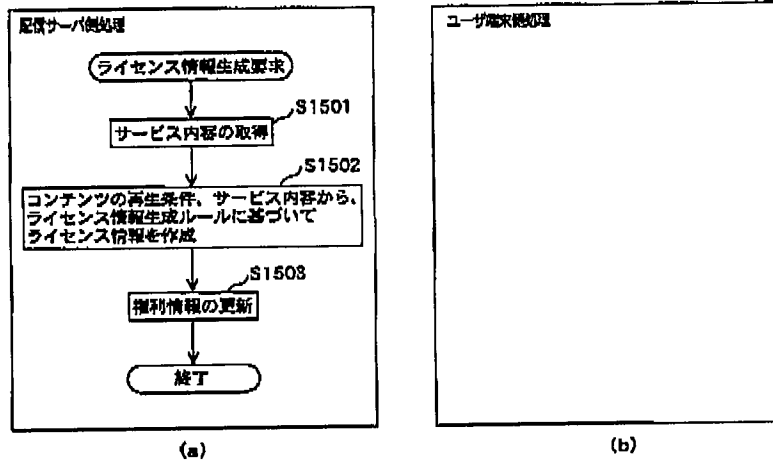 配信サーバ側処理
ライセンス情報生成要求
S1501
サービス内容の取得
S1502
コンテンツの再生条件、サービス内容から、
ライセンス情報生成ルールに基づいて
ライセンス情報を作成
S1503
権利情報の更新
終了
(a)
ユーザ端末側処理
(b)